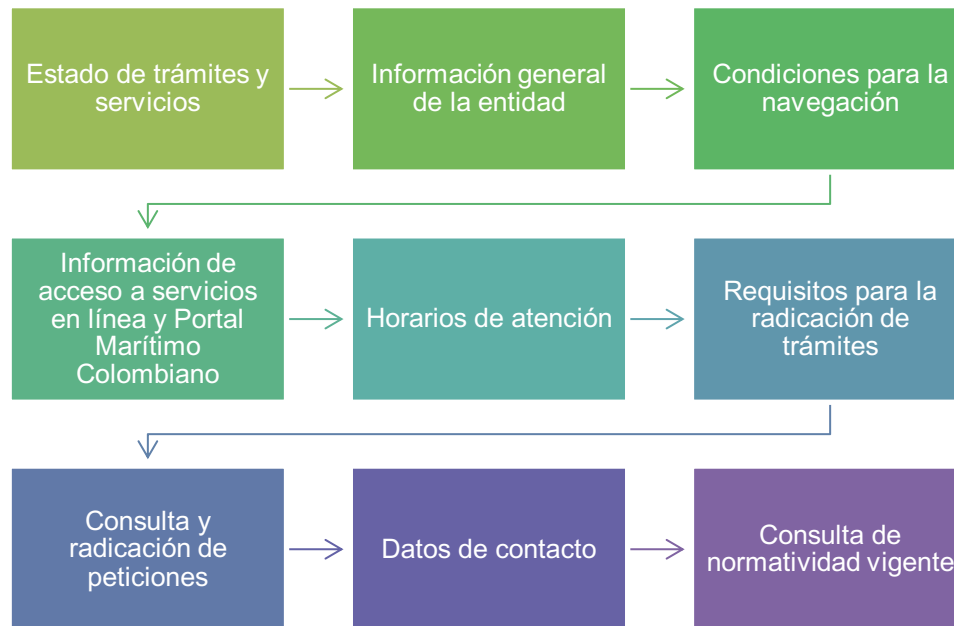 Estado de trámites y
servicios
Información general
de la entidad
Condiciones para la
navegación
Información de
acceso a servicios
en línea y Portal
Marítimo
Colombiano
Horarios de atención
Requisitos para la
radicación de
trámites
Consulta y
radicación de
peticiones
Datos de contacto
Consulta de
normatividad vigente